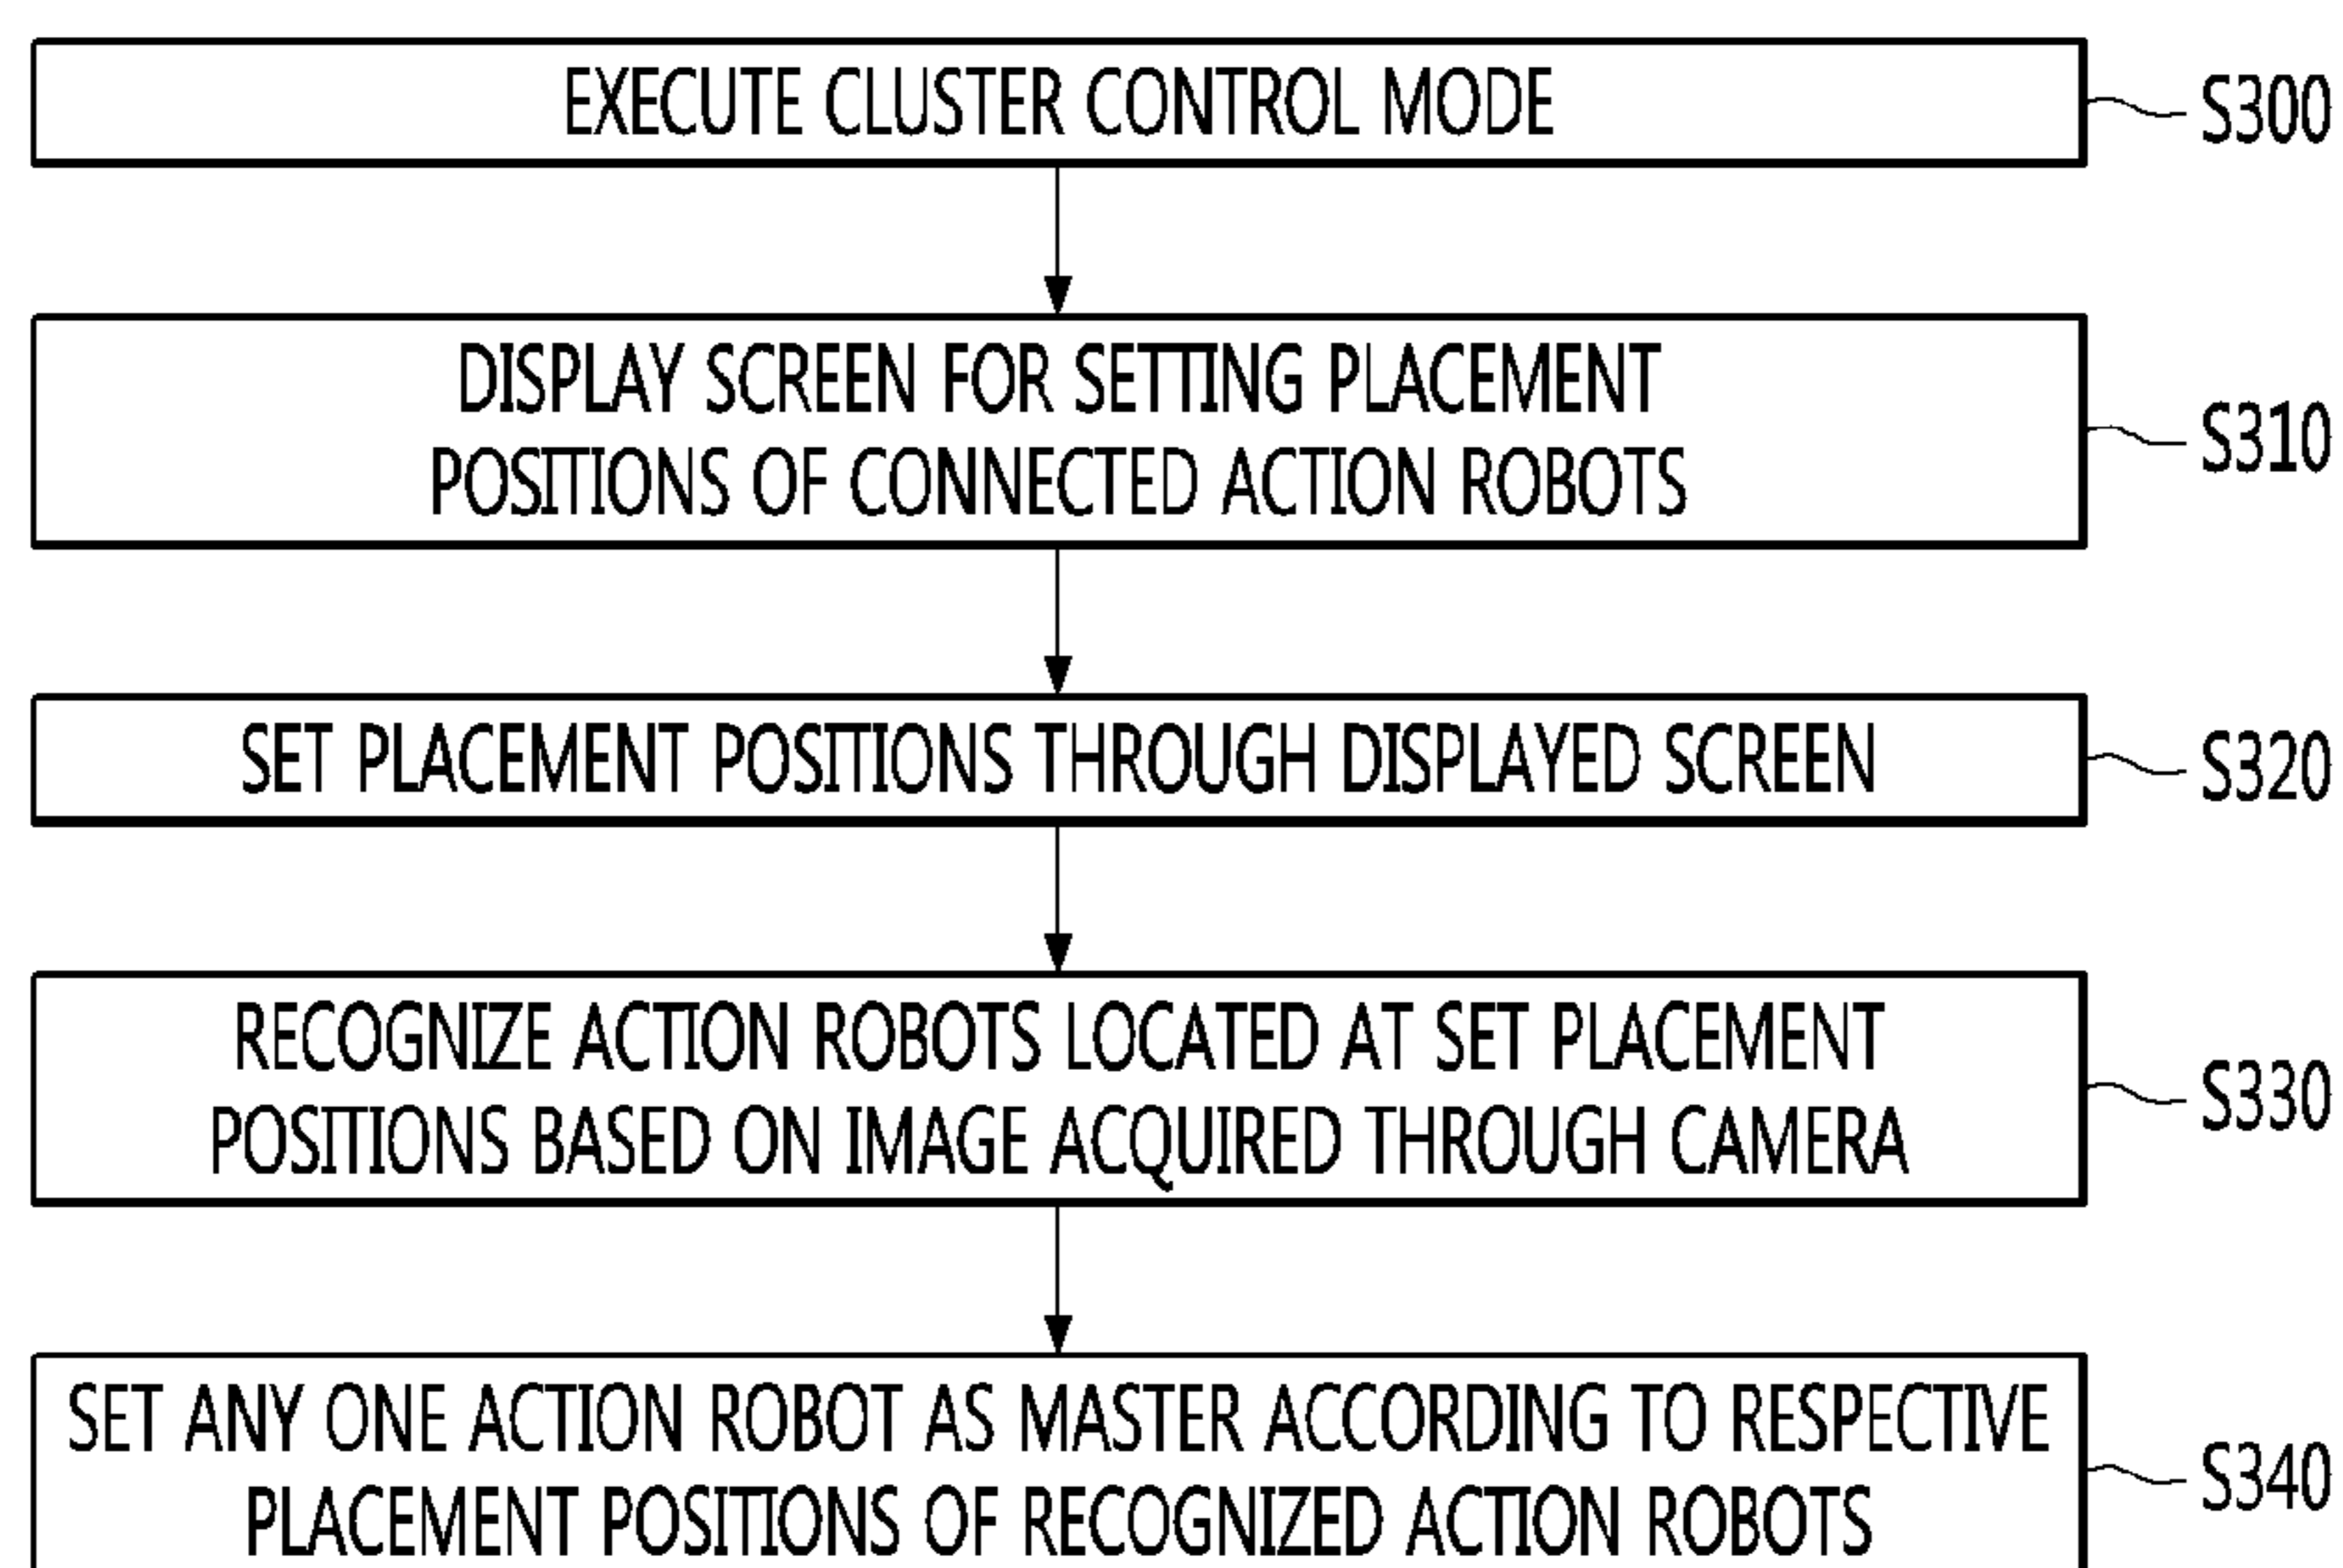 EXECUTE CLUSTER CONTROL MODE
S300
DISPLAY SCREEN FOR SETTING PLACEMENT
POSITIONS OF CONNECTED ACTION ROBOTS
S310
SET PLACEMENT POSITIONS THROUGH DISPLAYED SCREEN
S320
RECOGNIZE ACTION ROBOTS LOCATED AT SET PLACEMENT
POSITIONS BASED ON IMAGE ACQUIRED THROUGH CAMERA
S330
SET ANY ONE ACTION ROBOT AS MASTER ACCORDING TO RESPECTIVE
PLACEMENT POSITIONS OF RECOGNIZED ACTION ROBOTS
S340